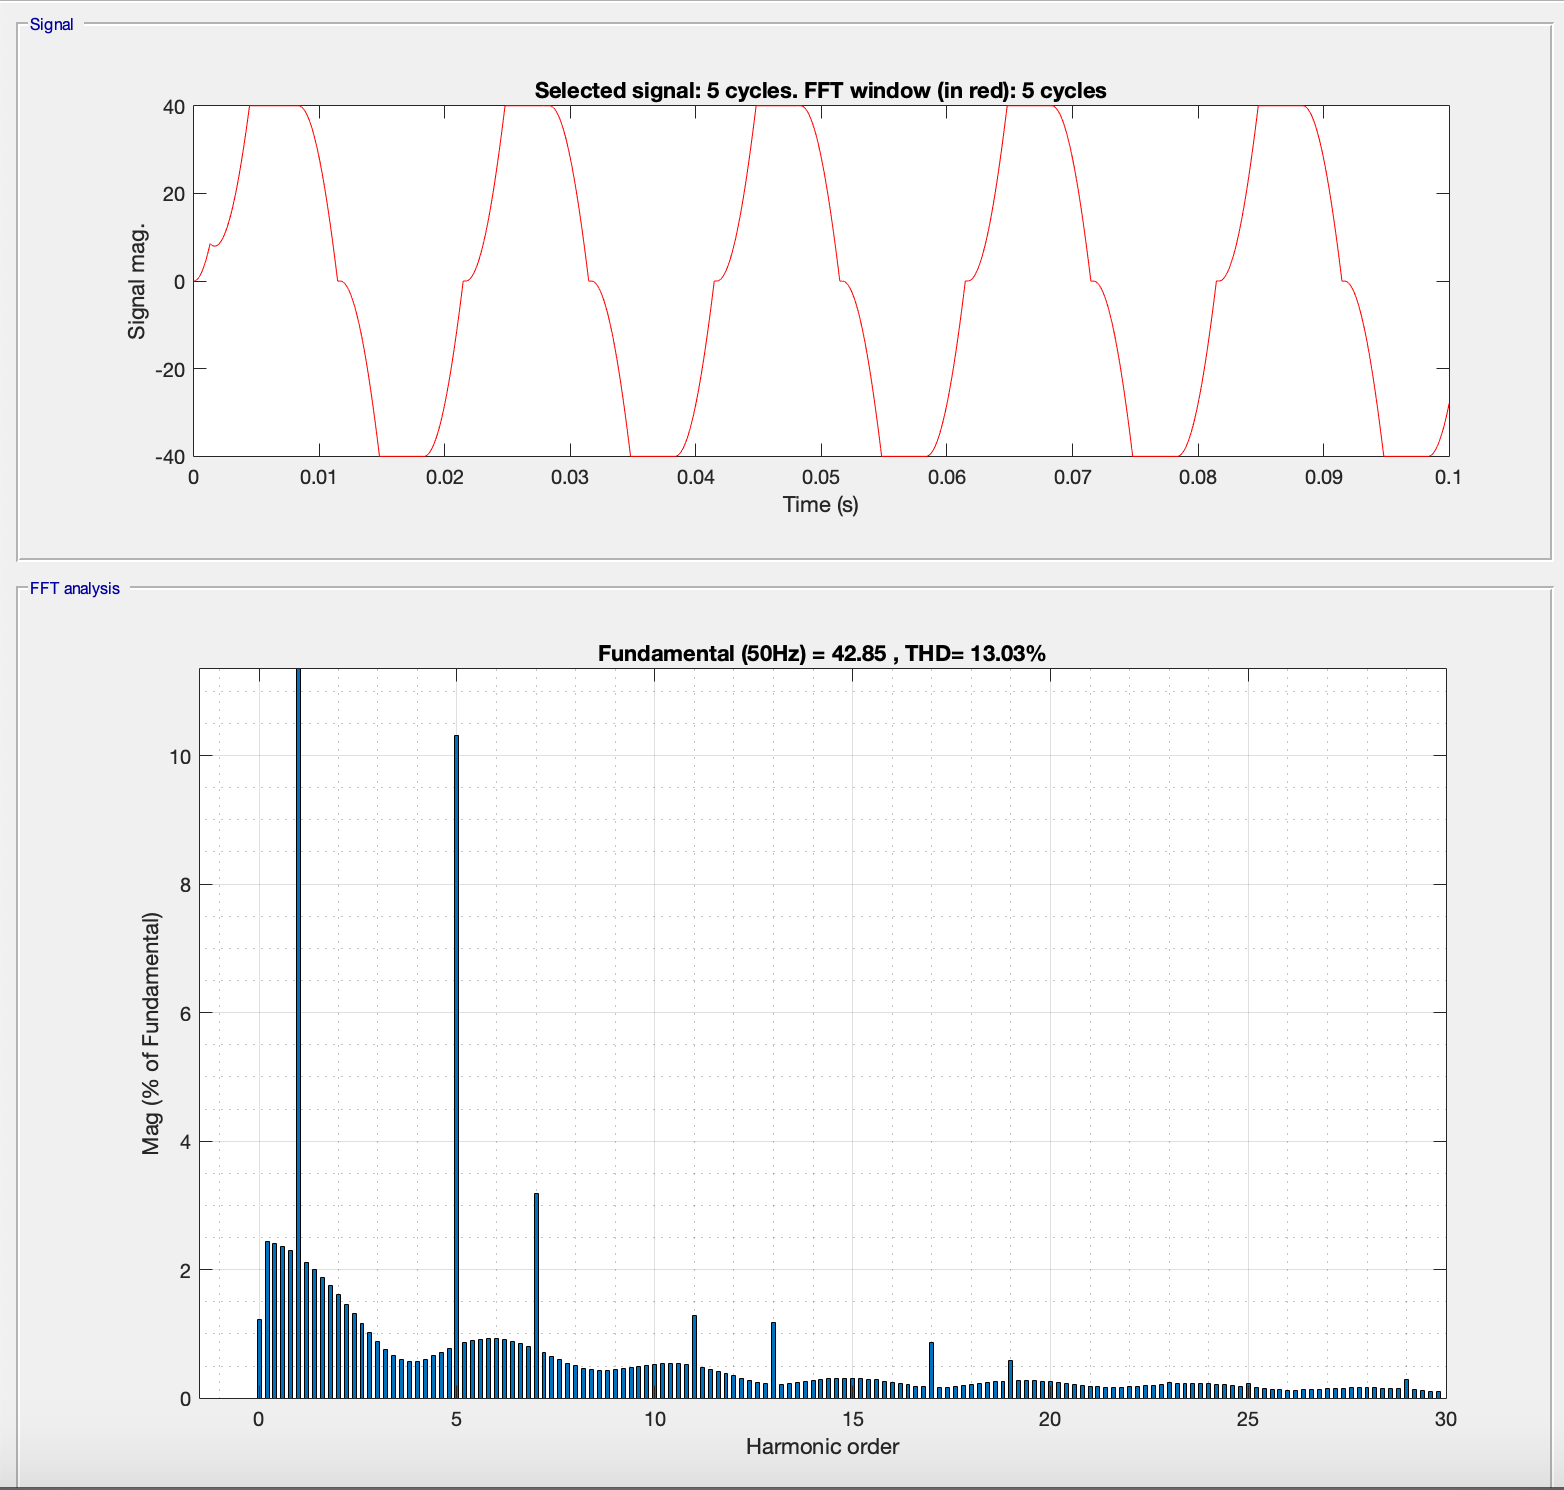 Signal
Selected signal: 5 cycles. FFT window (in red): 5 cycles
40
20
0
-20
-40
Signal mag.
0 0.01 0.02 0.03 0.04 0.05 0.06 0.07 0.08 0.09 0.1
Time (s)
FFT analysis
Fundamental (50Hz) = 42.85 , THD= 13.03%
10
8
6
4
2
0
Mag (% of Fundamental)
0 5 10 15 20 25 30
Harmonic order